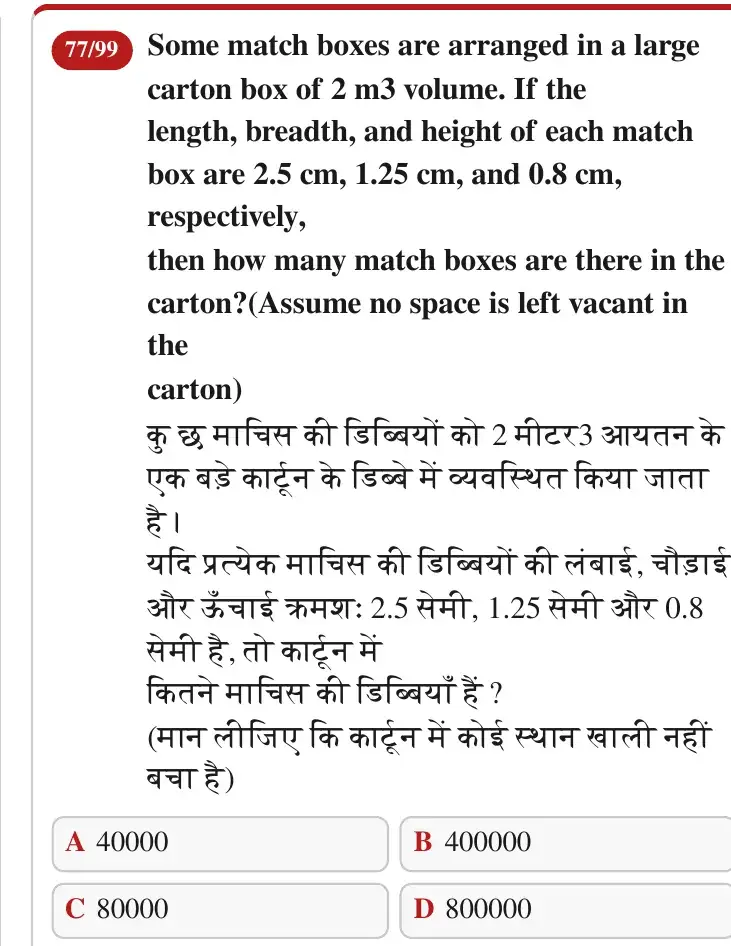 77/99 Some match boxes are arranged in a large
carton box of 2 m3 volume. If the
length, breadth, and height of each match
box are 2.5 cm, 1.25 cm, and 0.8 cm,
respectively,
then how many match boxes are there in the
carton?(Assume no space is left vacant in
the
carton)
कु छ माचिस की डिब्बियों को 2 मीटर3 आयतन के
एक बड़े कार्टून के डिब्बे में व्यवस्थित किया जाता
है।
यदि प्रत्येक माचिस की डिब्बियों की लंबाई, चौड़ाई
और ऊँचाई क्रमशः 2.5 सेमी, 1.25 सेमी और 0.8
सेमी है, तो कार्टून में
कितने माचिस की डिब्बियाँ हैं ?
(मान लीजिए कि कार्टून में कोई स्थान खाली नहीं
बचा है)
A 40000 B 400000
C 80000 D 800000